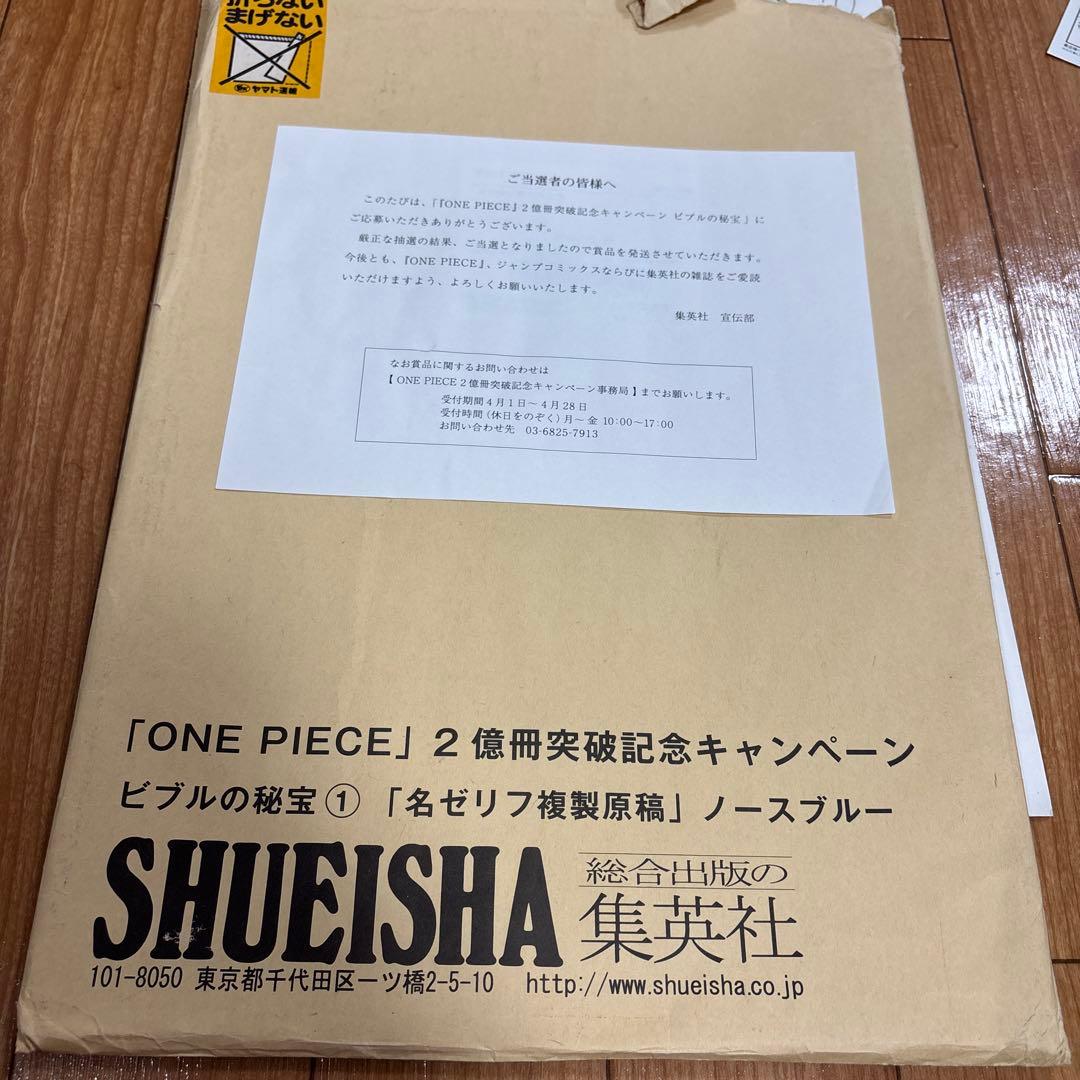 折らない
まげない
ヤマト運輸
ご当選者の皆様へ
このたびは、「『ONE PIECE』2億冊突破記念キャンペーン ビブルの秘宝」に
ご応募いただきありがとうございます。
厳正な抽選の結果、ご当選となりましたので賞品を発送させていただきます。
今後とも、『ONE PIECE』、ジャンプコミックスならびに集英社の雑誌をご愛読
いただけますよう、よろしくお願いいたします。
集英社 宣伝部
なお賞品に関するお問い合わせは
【 ONE PIECE 2億冊突破記念キャンペーン事務局 】までお願いします。
受付期間 4月1日～4月28日
受付時間 (休日をのぞく) 月～金 10:00～17:00
お問い合わせ先 03-6825-7913
「ONE PIECE」2億冊突破記念キャンペーン
ビブルの秘宝①「名ゼリフ複製原稿」ノースブルー
SHUEISHA
総合出版の
集英社
101-8050 東京都千代田区一ツ橋2-5-10 http://www.shueisha.co.jp